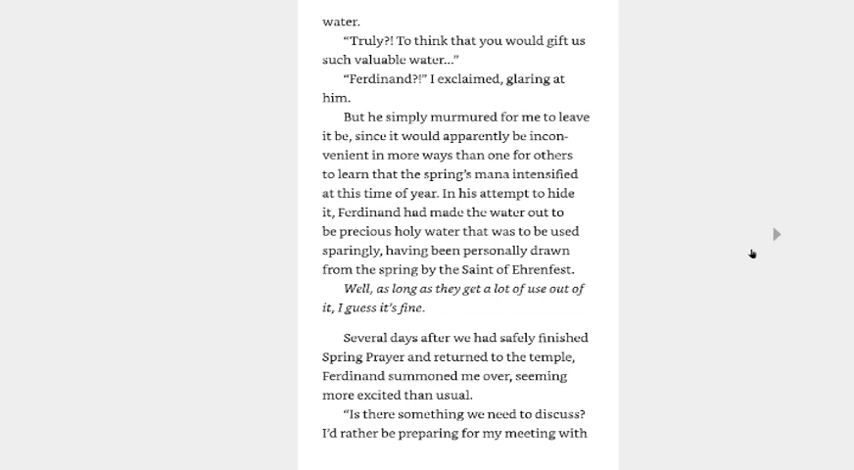 water.
“Truly?! To think that you would gift us
such valuable water...”
“Ferdinand?!” I exclaimed, glaring at
him.
But he simply murmured for me to leave
it be, since it would apparently be incon-
venient in more ways than one for others
to learn that the spring’s mana intensified
at this time of year. In his attempt to hide
it, Ferdinand had made the water out to
be precious holy water that was to be used
sparingly, having been personally drawn
from the spring by the Saint of Ehrenfest.
Well, as long as they get a lot of use out of
it, I guess it’s fine.
Several days after we had safely finished
Spring Prayer and returned to the temple,
Ferdinand summoned me over, seeming
more excited than usual.
“Is there something we need to discuss?
I’d rather be preparing for my meeting with